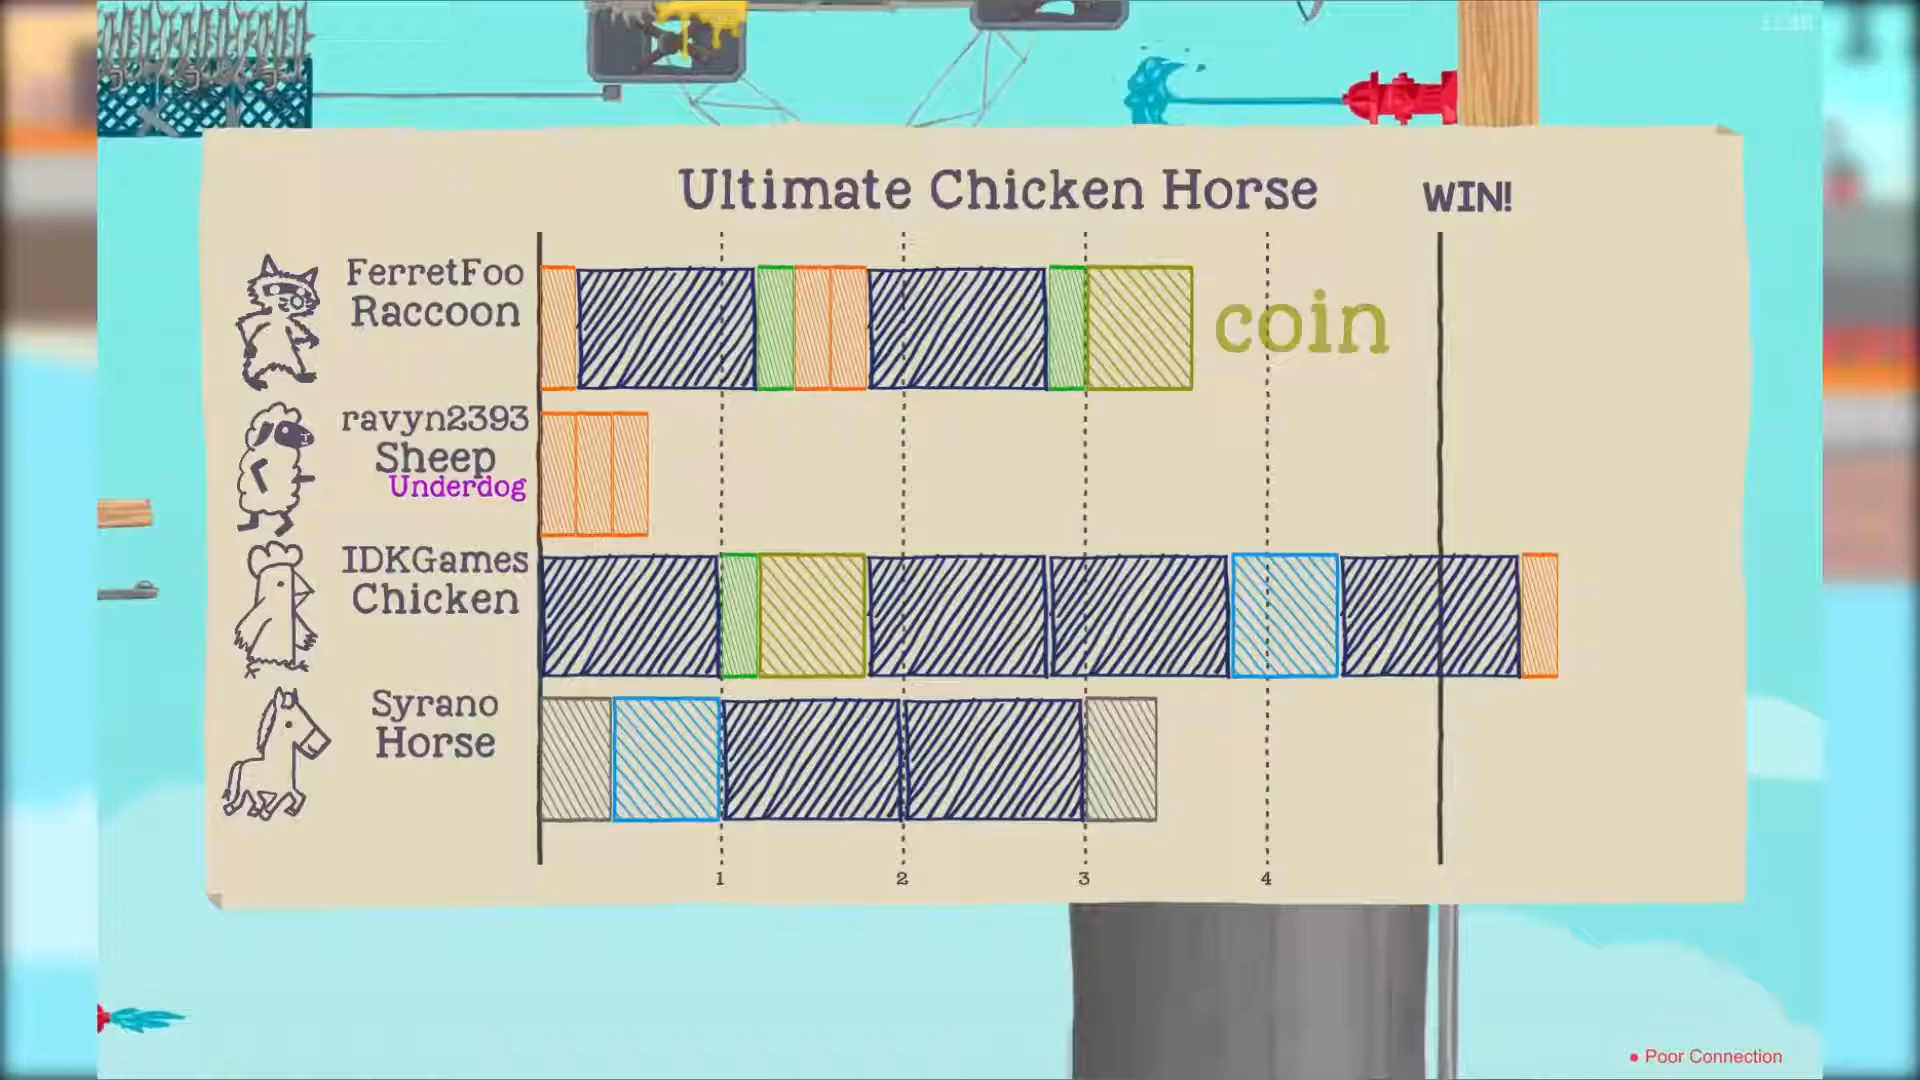 Ultimate Chicken Horse
WIN!
FerretFoo
Raccoon
coin
ravyn2393
Sheep
Underdog
IDKGames
Chicken
Syrano
Horse
1 2 3 4
● Poor Connection